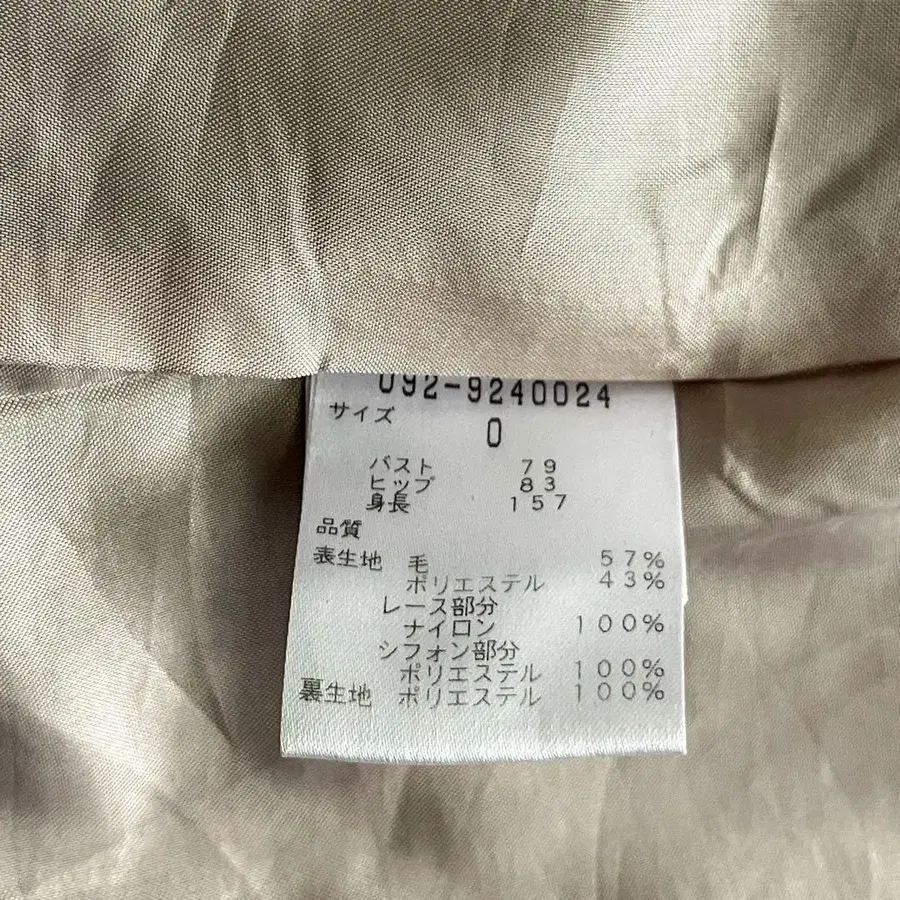 092-9240024
サイズ
0
バスト 79
ヒップ 83
身長 157
品質
表生地 毛 57%
ポリエステル 43%
レース部分
ナイロン 100%
シフォン部分
ポリエステル 100%
裏生地 ポリエステル 100%